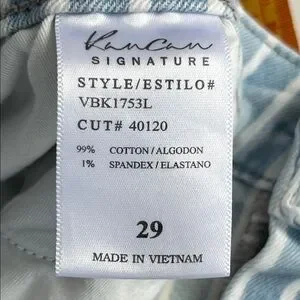 KanCan
SIGNATURE
STYLE/ESTILO#
VBK1753L
CUT# 40120
99% COTTON/ALGODON
1% SPANDEX/ELASTANO
29
MADE IN VIETNAM